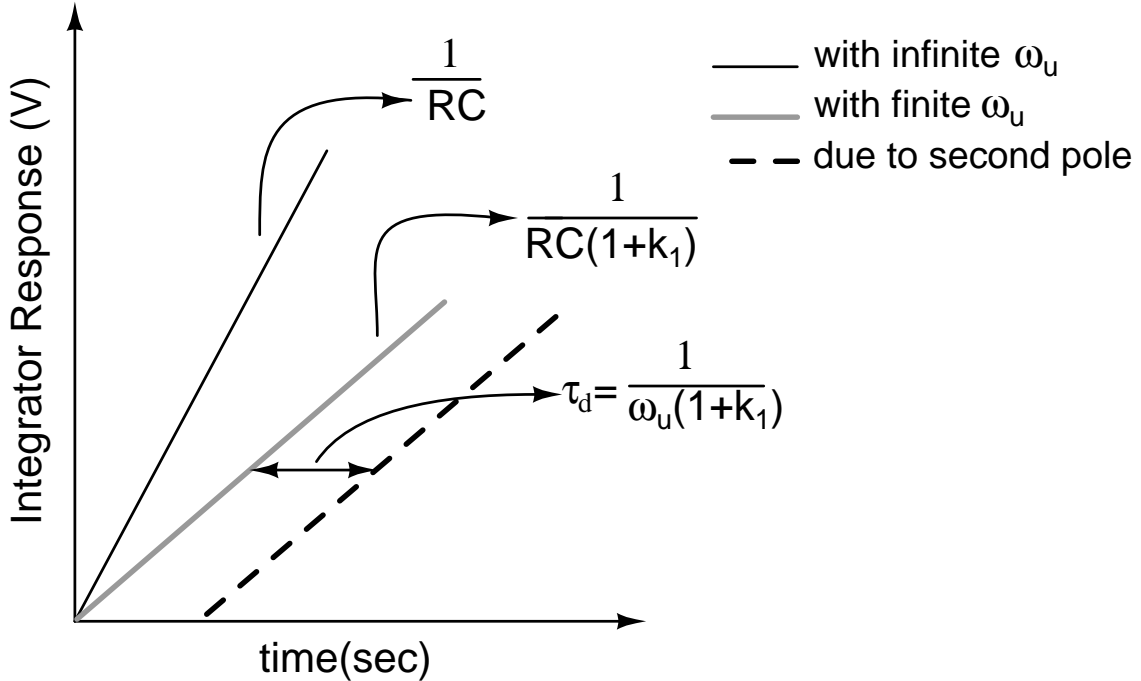 1
RC
with infinite ωu
with finite ωu
due to second pole
1
RC(1+k1)
τd= 1
ωu(1+k1)
Integrator Response (V)
time(sec)